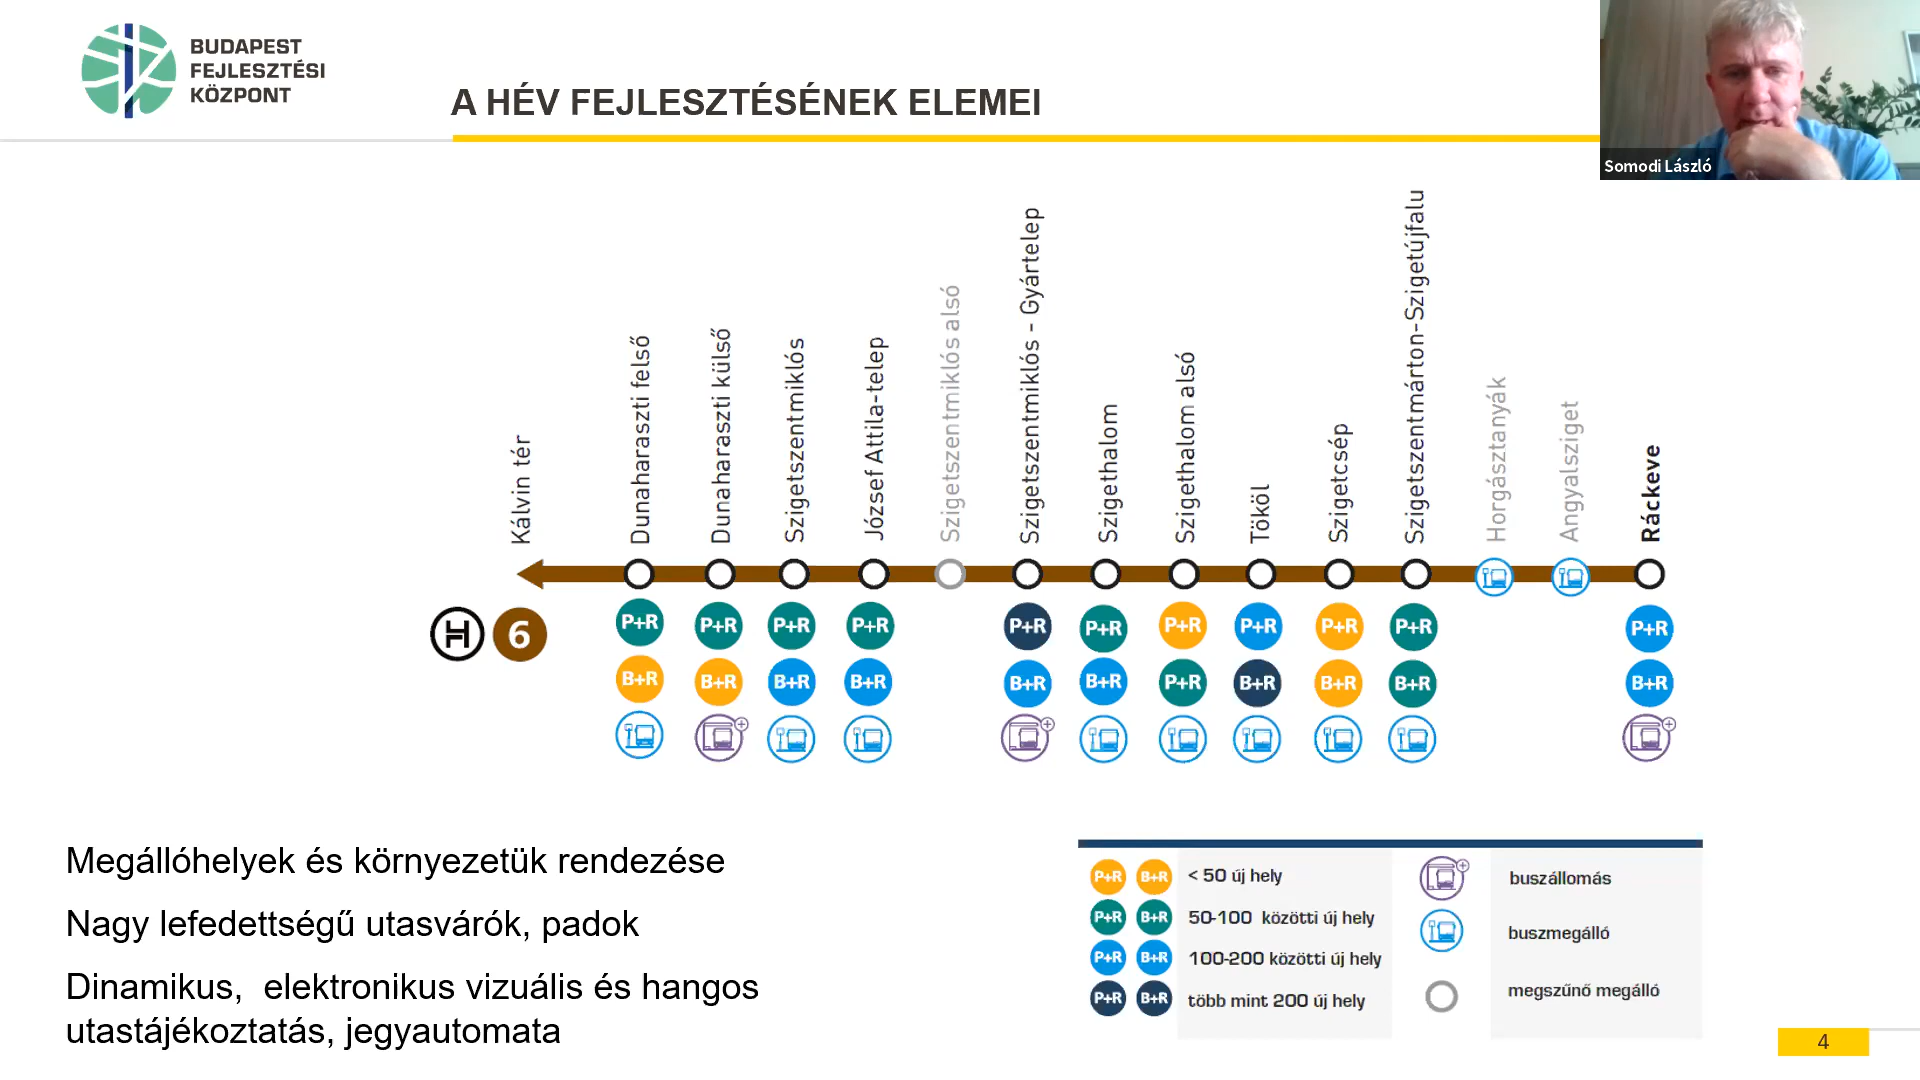 BUDAPEST
FEJLESZTÉSI
KÖZPONT
A HÉV FEJLESZTÉSÉNEK ELEMEI
Somodi László
Kálvin tér
Dunaharaszti felső
Dunaharaszti külső
Szigetszentmiklós
József Attila-telep
Szigetszentmiklós alsó
Szigetszentmiklós - Gyártelep
Szigethalom
Szigethalom alsó
Tököl
Szigetcsép
Szigetszentmárton-Szigetújfalu
Horgásztanyák
Angyalsziget
Ráckeve
H 6
P+R P+R P+R P+R P+R P+R P+R P+R P+R P+R P+R
B+R B+R B+R B+R B+R B+R P+R B+R B+R B+R B+R
Megállóhelyek és környezetük rendezése
Nagy lefedettségű utasvárók, padok
Dinamikus, elektronikus vizuális és hangos
utastájékoztatás, jegyautomata
P+R B+R < 50 új hely
P+R B+R 50-100 közötti új hely
P+R B+R 100-200 közötti új hely
P+R B+R több mint 200 új hely
buszállomás
buszmegálló
megszűnő megálló
4